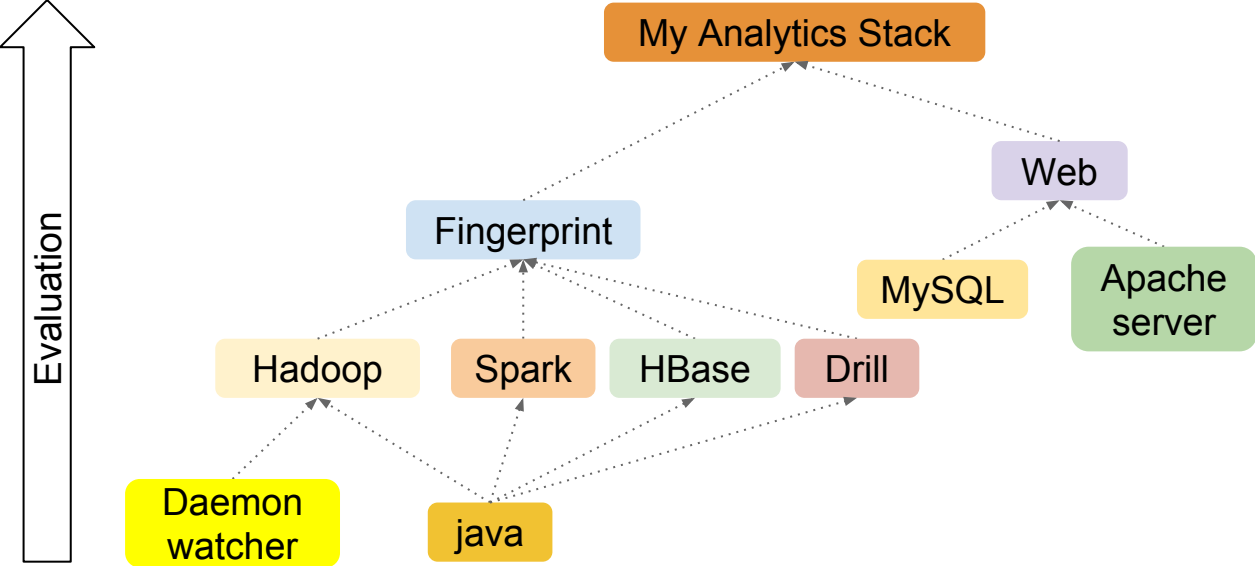 My Analytics Stack
Web
Fingerprint
MySQL
Apache
server
Evaluation
Hadoop
Spark
HBase
Drill
Daemon
watcher
java